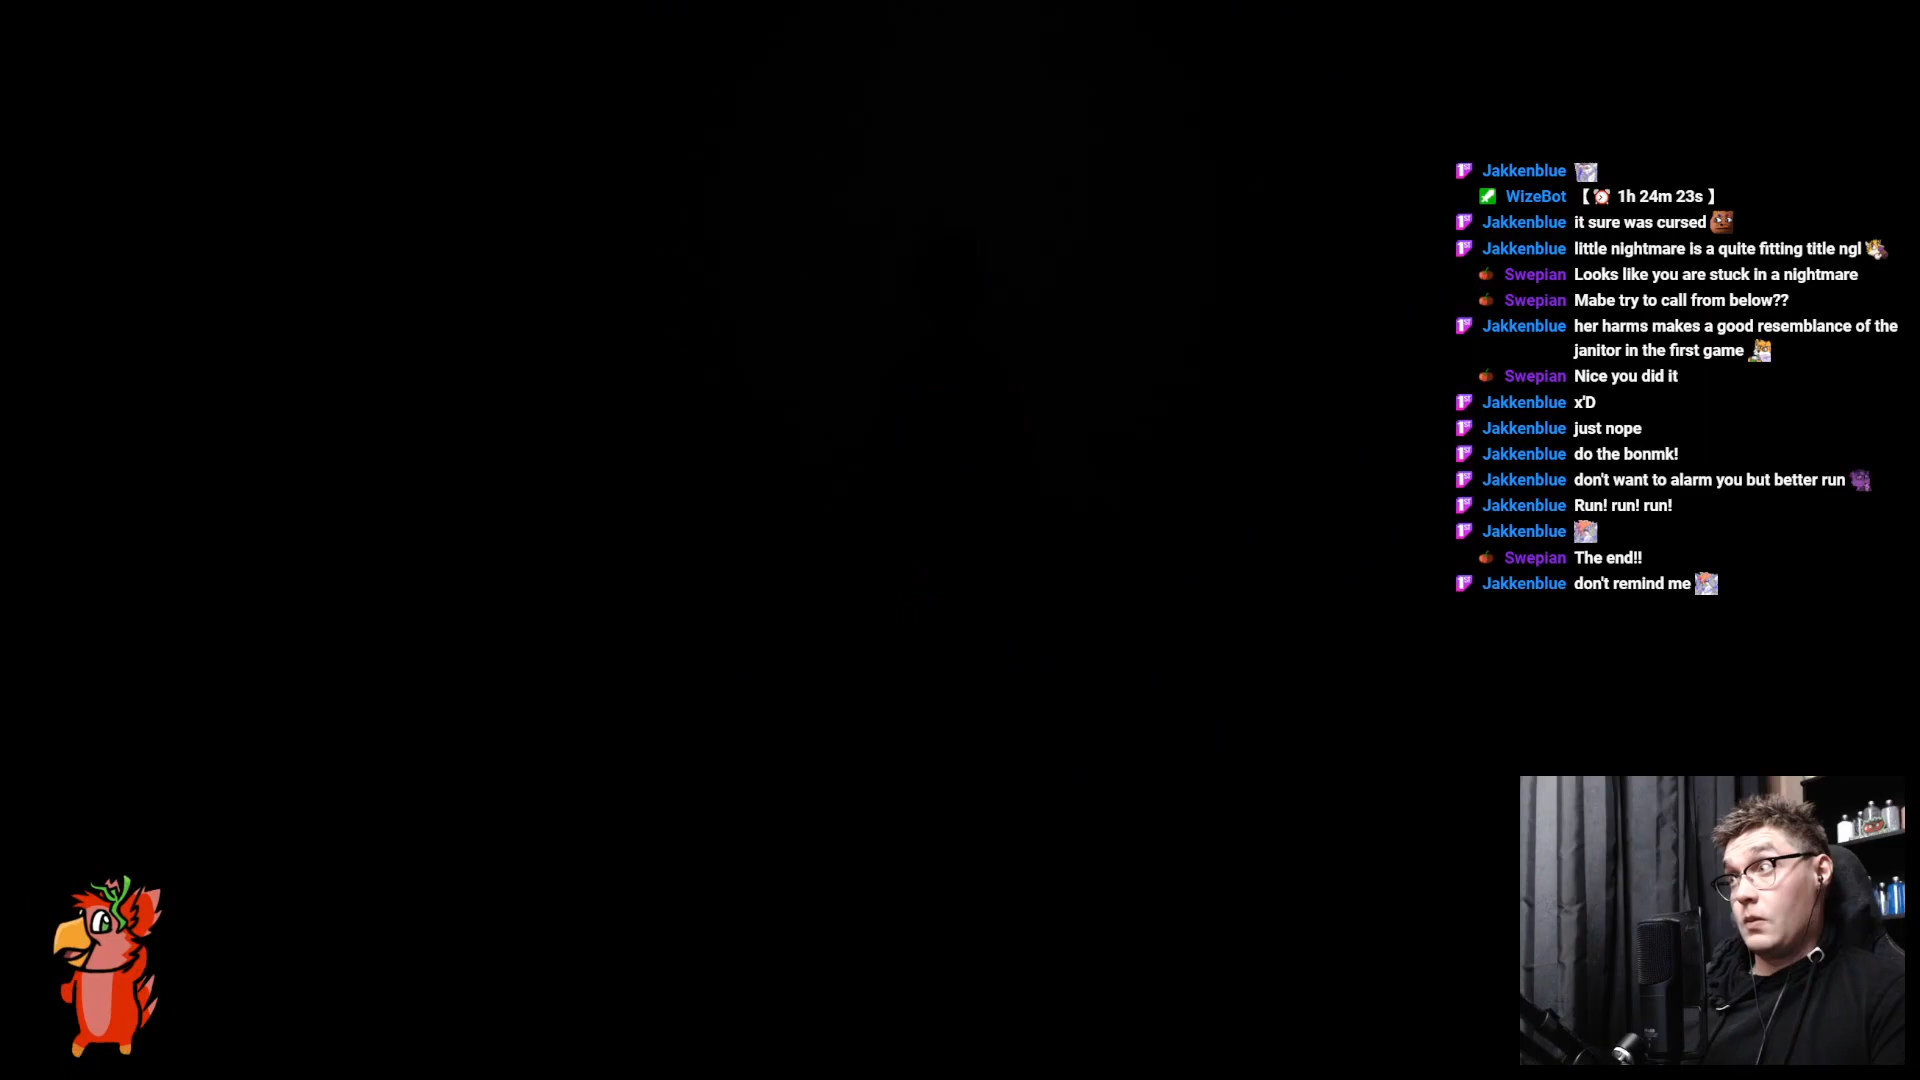 Jakkenblue
WizeBot 【⏰ 1h 24m 23s 】
Jakkenblue it sure was cursed
Jakkenblue little nightmare is a quite fitting title ngl
Swepian Looks like you are stuck in a nightmare
Swepian Mabe try to call from below??
Jakkenblue her harms makes a good resemblance of the
janitor in the first game
Swepian Nice you did it
Jakkenblue x'D
Jakkenblue just nope
Jakkenblue do the bonmk!
Jakkenblue don't want to alarm you but better run
Jakkenblue Run! run! run!
Jakkenblue
Swepian The end!!
Jakkenblue don't remind me